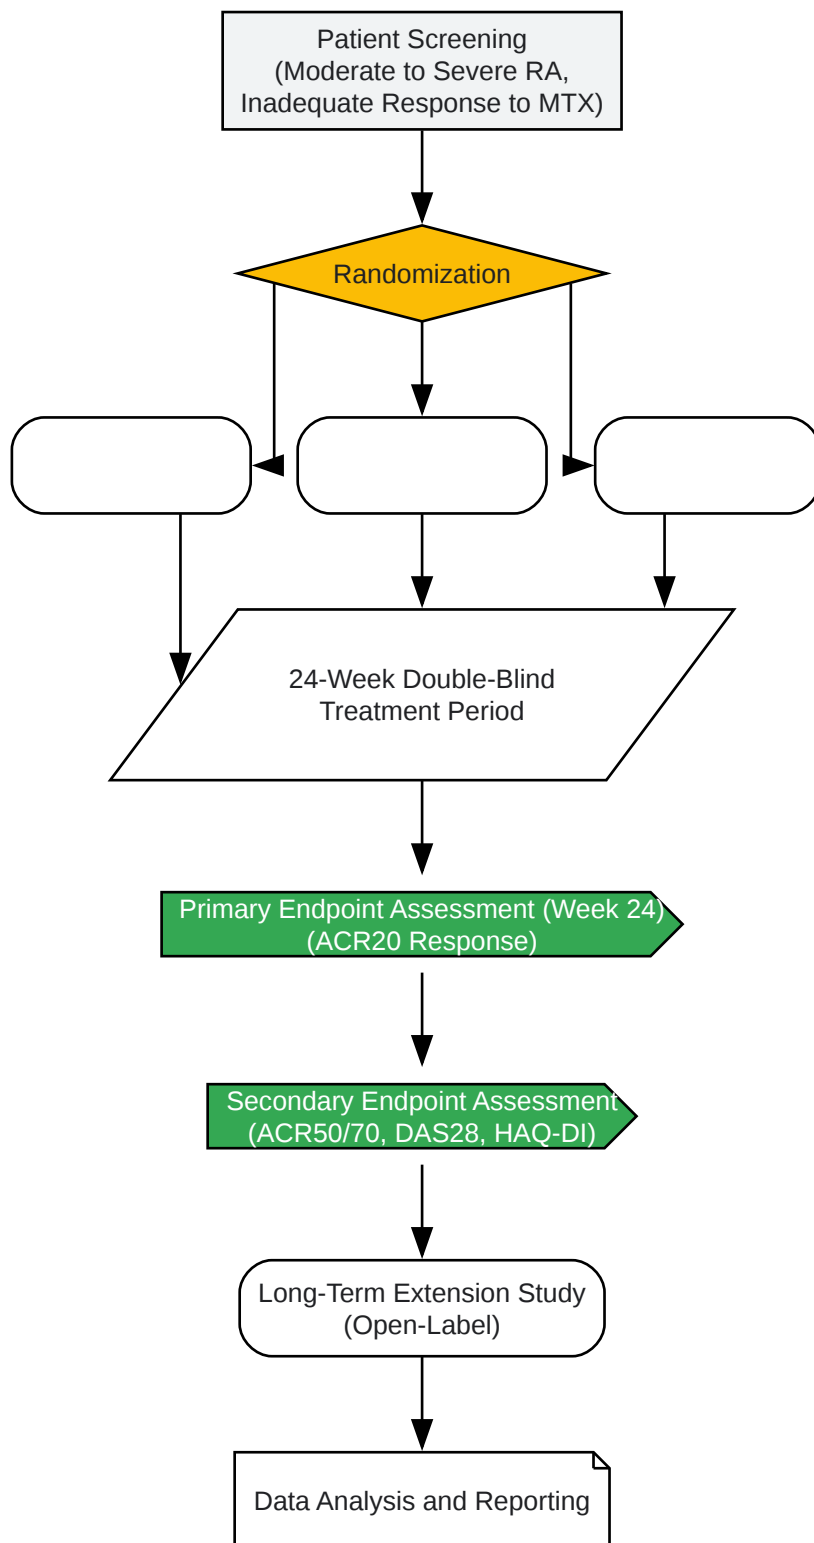 Patient Screening
(Moderate to Severe RA,
Inadequate Response to MTX)
Randomization
24-Week Double-Blind
Treatment Period
Primary Endpoint Assessment (Week 24)
(ACR20 Response)
Secondary Endpoint Assessment
(ACR50/70, DAS28, HAQ-DI)
Long-Term Extension Study
(Open-Label)
Data Analysis and Reporting